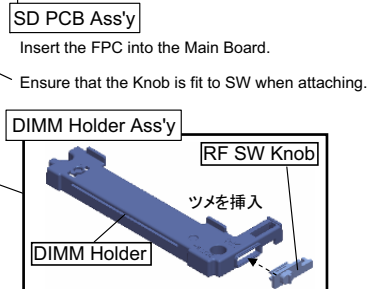 SD PCB Ass'y
Insert the FPC into the Main Board.
Ensure that the Knob is fit to SW when attaching.
DIMM Holder Ass'y
RF SW Knob
ツメを挿入
DIMM Holder